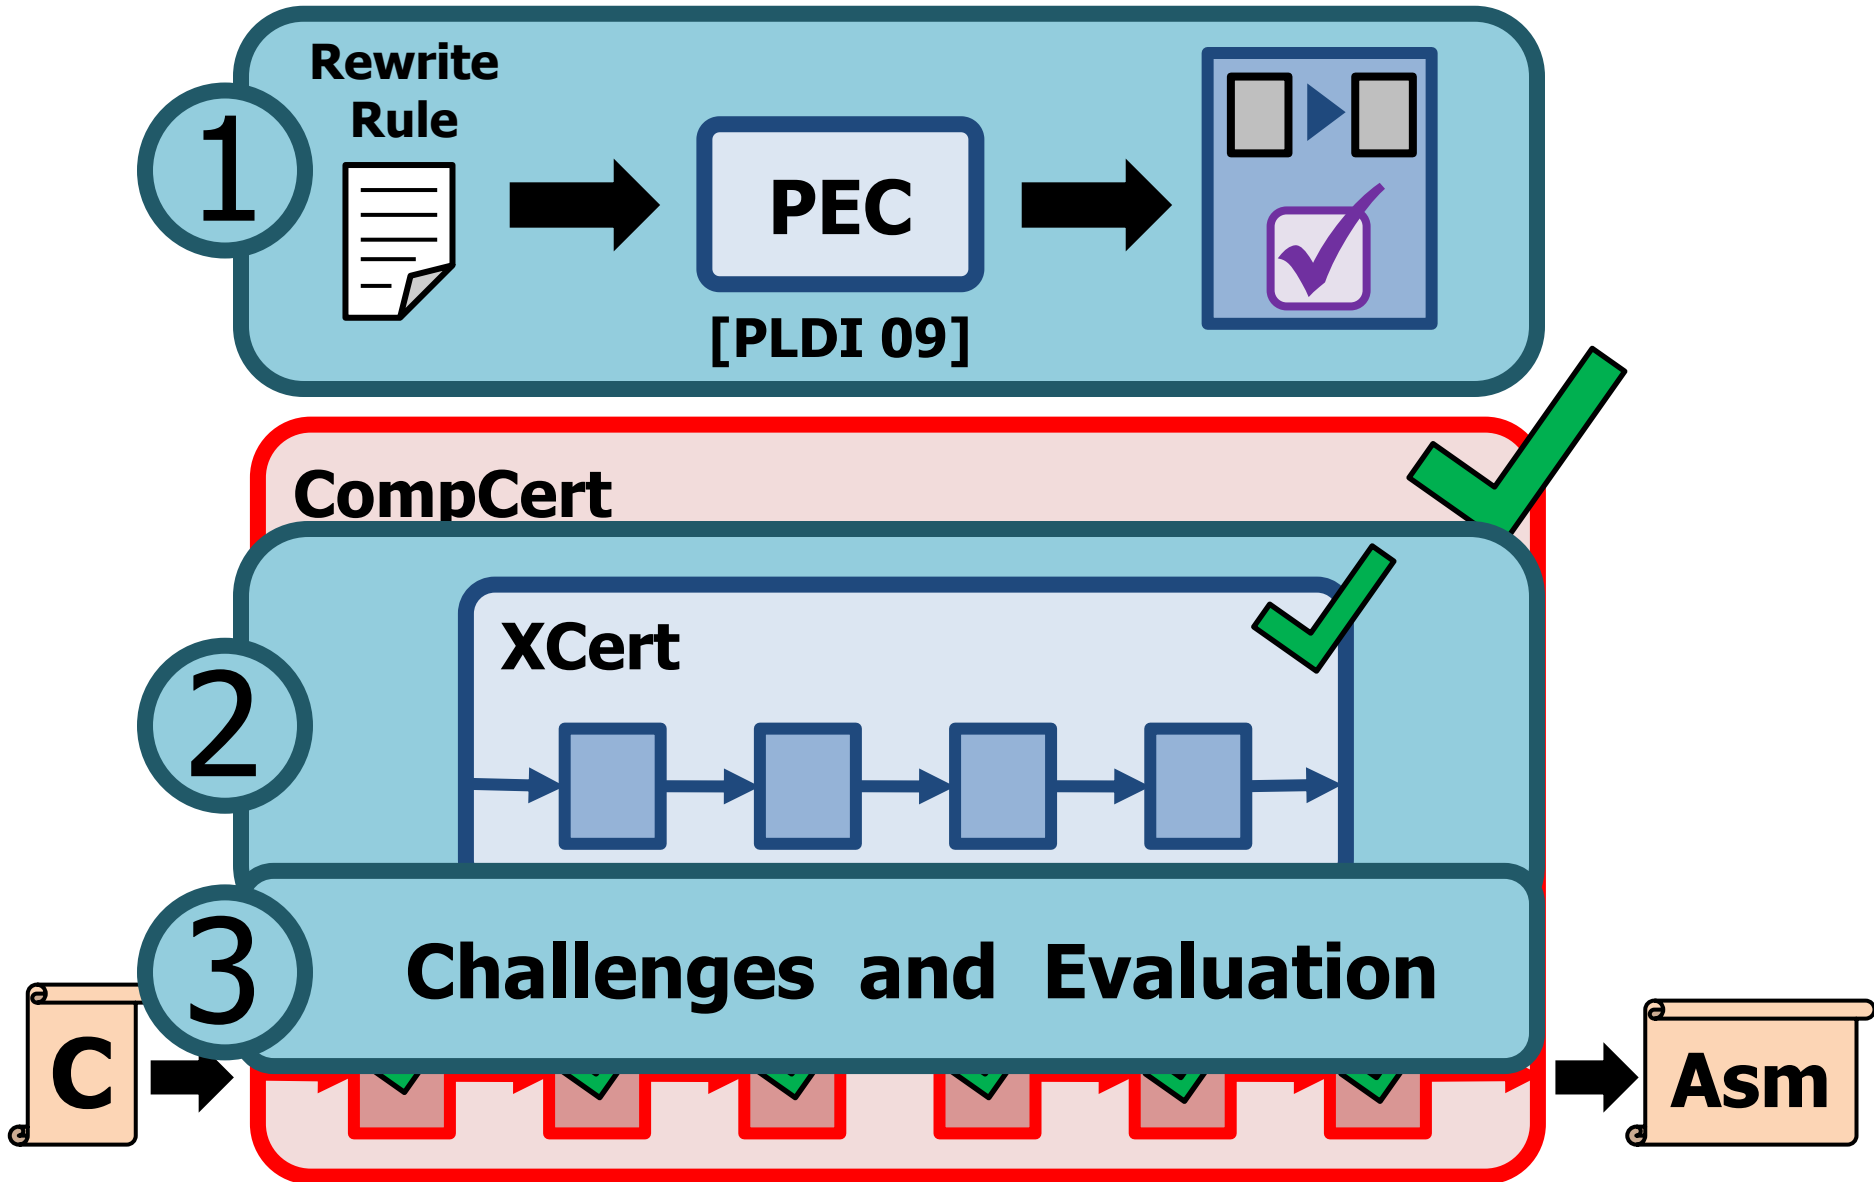 1
Rewrite
Rule
PEC
[PLDI 09]
CompCert
2
XCert
3
Challenges and Evaluation
C
Asm